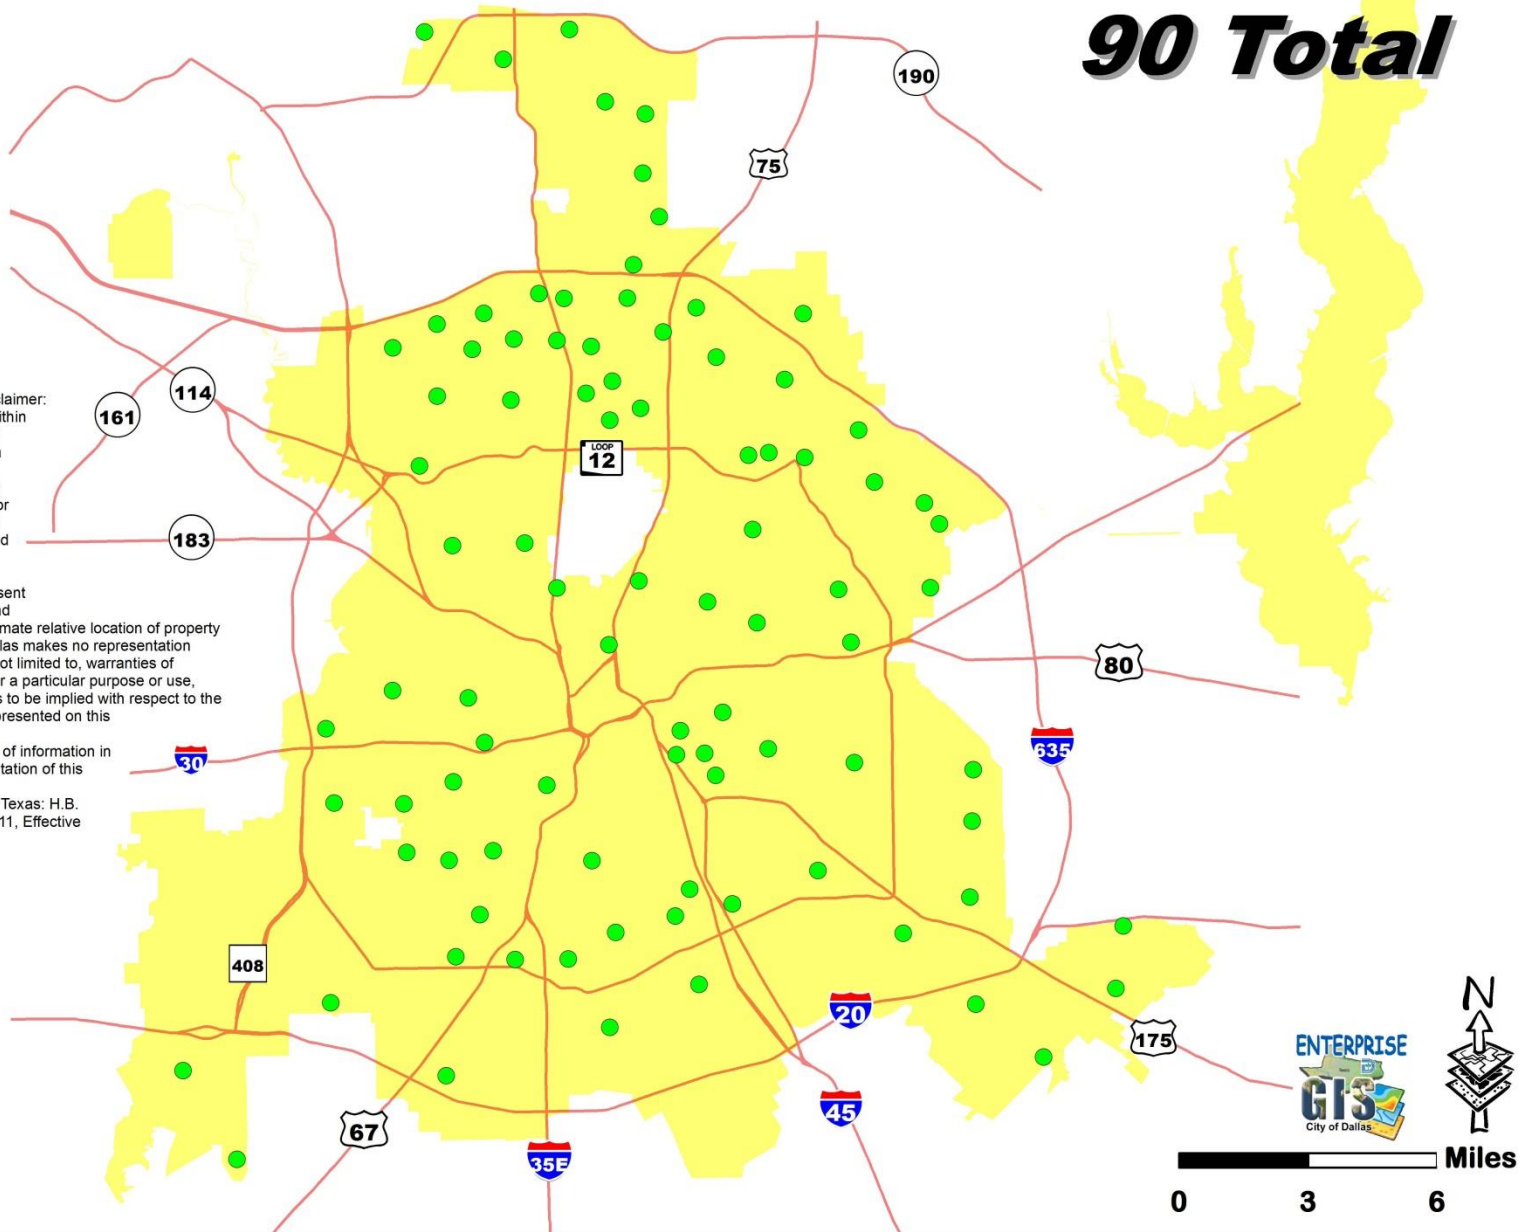 90 Total
190
75
114
161
LOOP
12
183
claimer:
ithin
or
d
sent
mate relative location of property
las makes no representation
ot limited to, warranties of
r a particular purpose or use,
s to be implied with respect to the
presented on this
of information in
tation of this
Texas: H.B.
11, Effective
80
30
635
408
20
175
67
45
35E
N
ENTERPRISE
GIS
City of Dallas
Miles
0 3 6